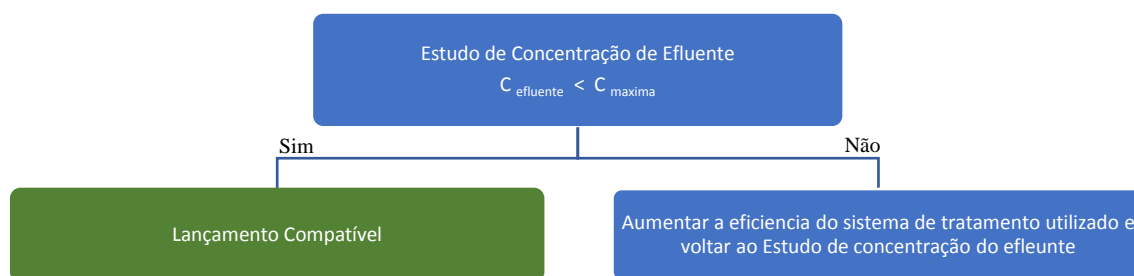 Estudo de Concentração de Efluente
C efluente < C maxima
Sim
Não
Lançamento Compatível
Aumentar a eficiencia do sistema de tratamento utilizado e
voltar ao Estudo de concentração do efleunte